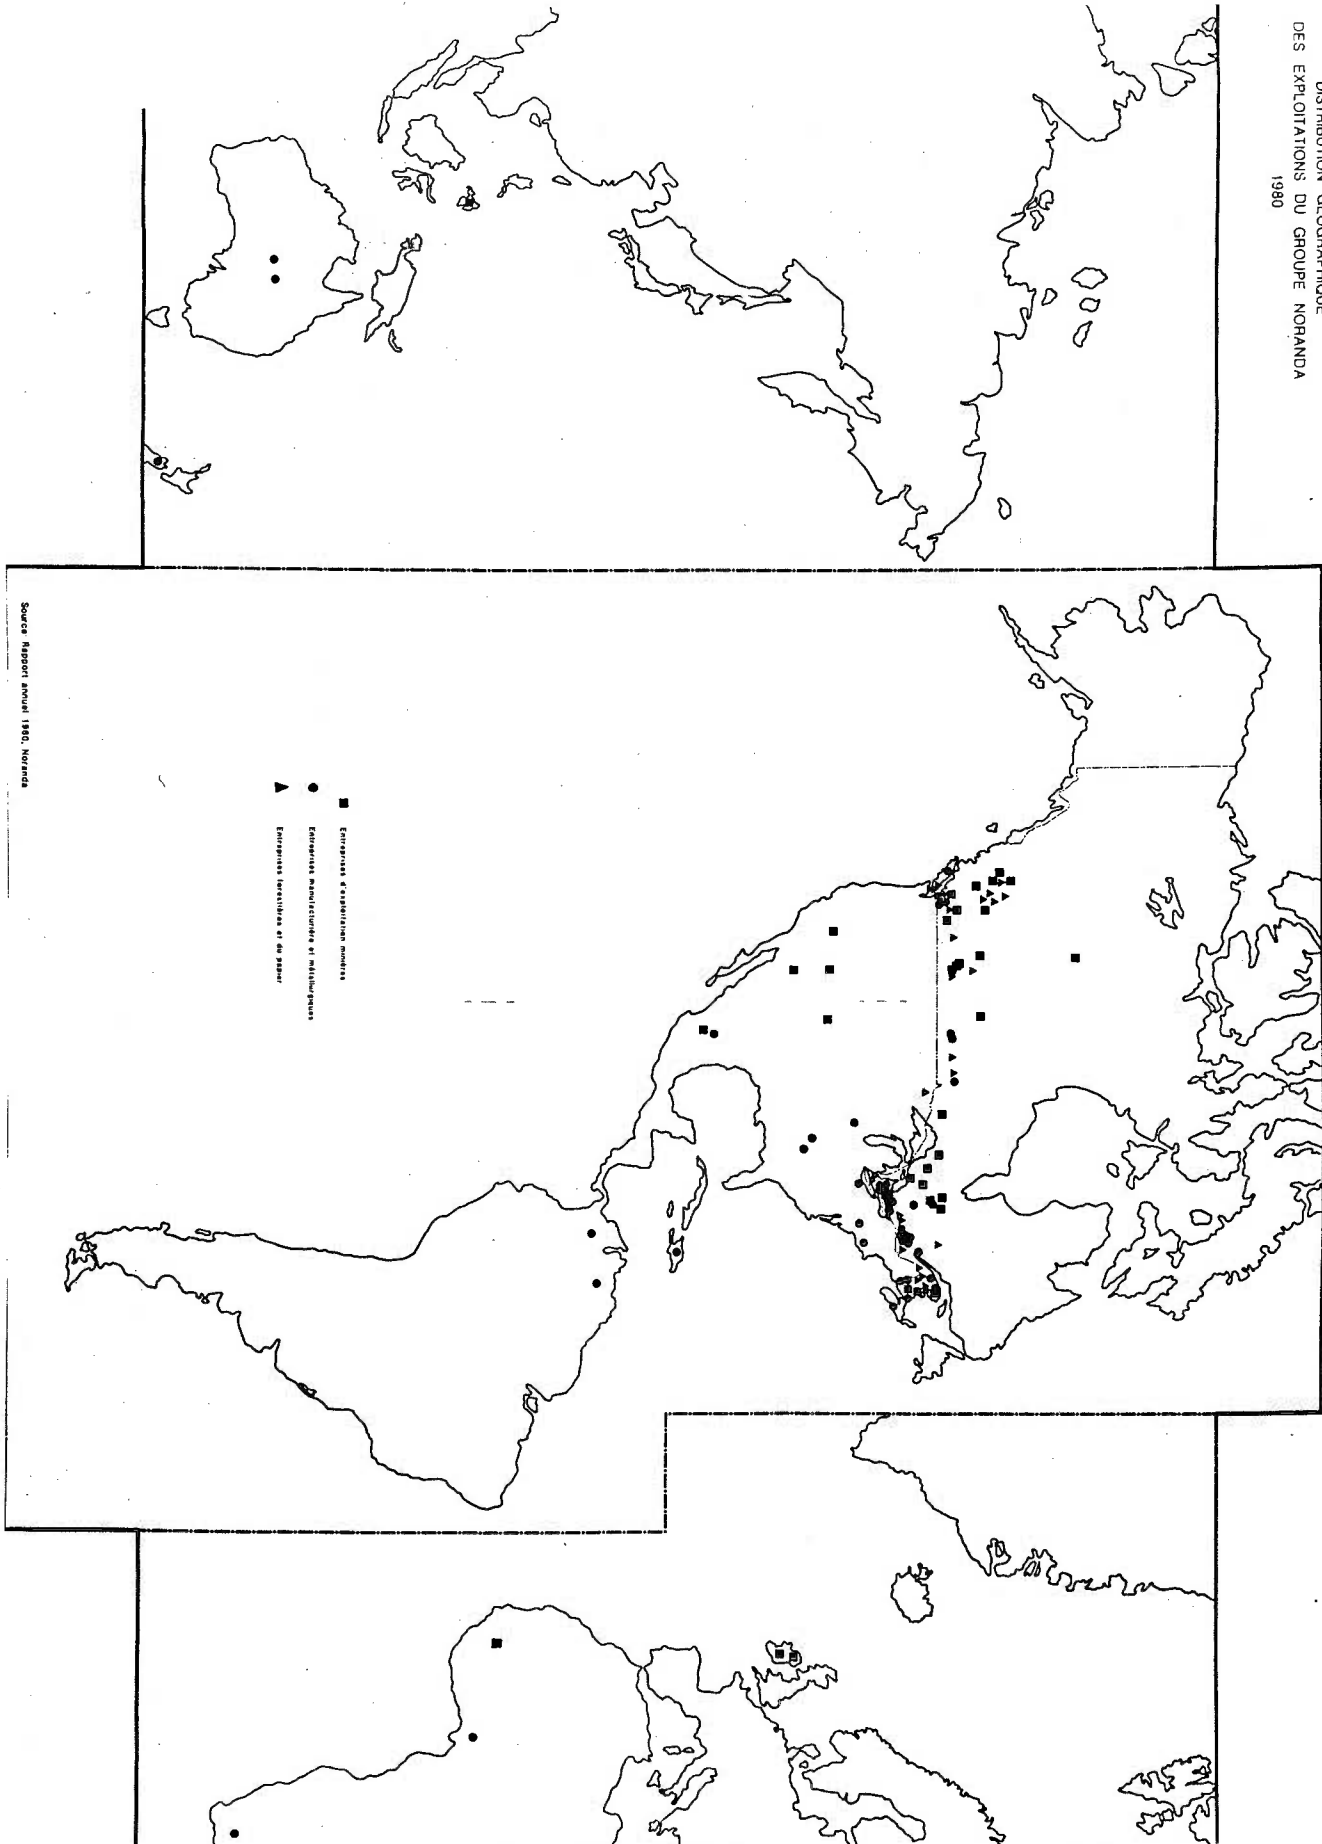 DISTRIBUTION GÉOGRAPHIQUE
DES EXPLOITATIONS DU GROUPE NORANDA
1980
Entreprises d'exploitation minières
Entreprises manufacturière et métallurgiques
Entreprises forestières et du papier
Source: Rapport annuel 1980, Noranda